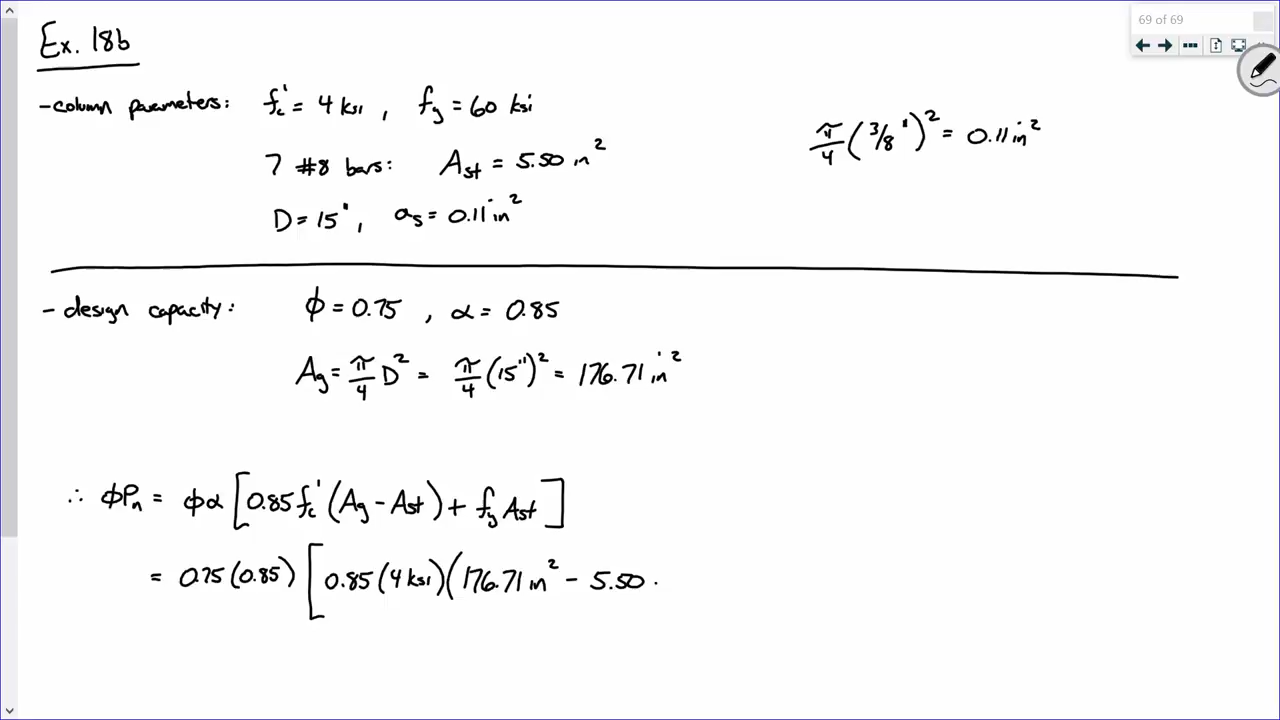 69 of 69
Ex. 18b
- column parameters: fc' = 4 ksi, fy = 60 ksi
π/4 (3/8")² = 0.11 in²
7 #8 bars: Ast = 5.50 in²
D = 15", as = 0.11 in²
- design capacity: ϕ = 0.75, α = 0.85
Ag = π/4 D² = π/4 (15")² = 176.71 in²
∴ ϕPn = ϕα [0.85 fc' (Ag - Ast) + fy Ast]
= 0.75 (0.85) [0.85 (4 ksi) (176.71 in² - 5.50